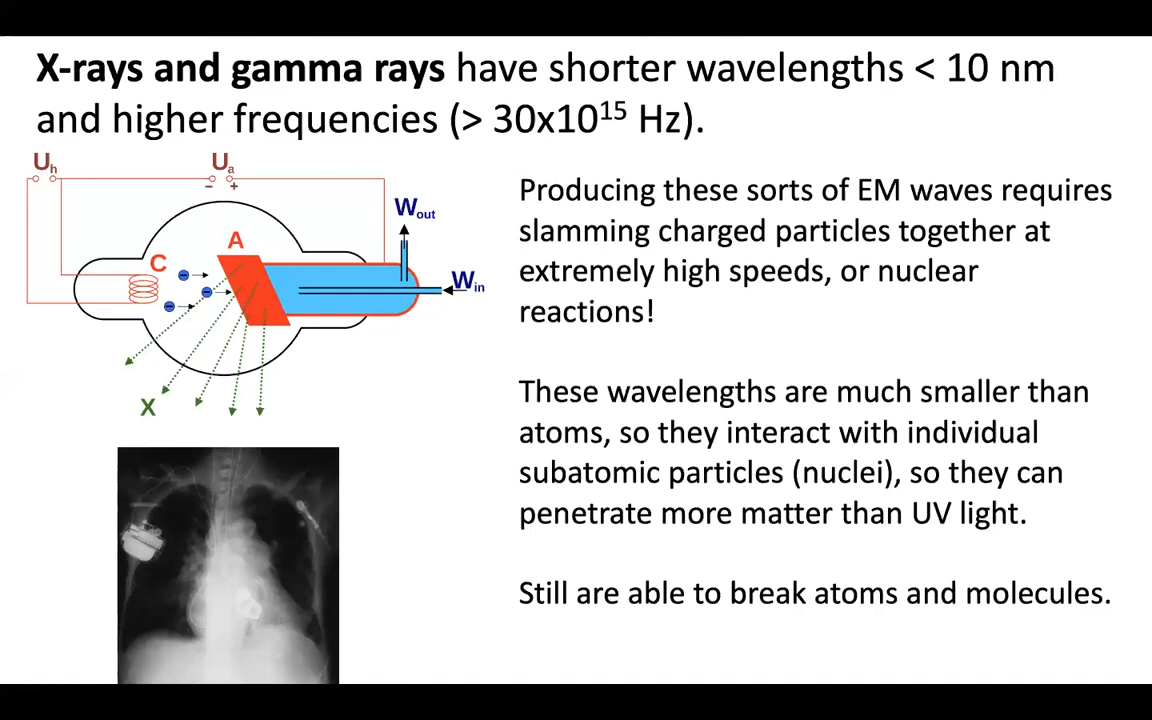 X-rays and gamma rays have shorter wavelengths < 10 nm
and higher frequencies (> 30x10¹⁵ Hz).
Uh
Ua
− +
Wout
A
C
Win
X
Producing these sorts of EM waves requires
slamming charged particles together at
extremely high speeds, or nuclear
reactions!
These wavelengths are much smaller than
atoms, so they interact with individual
subatomic particles (nuclei), so they can
penetrate more matter than UV light.
Still are able to break atoms and molecules.